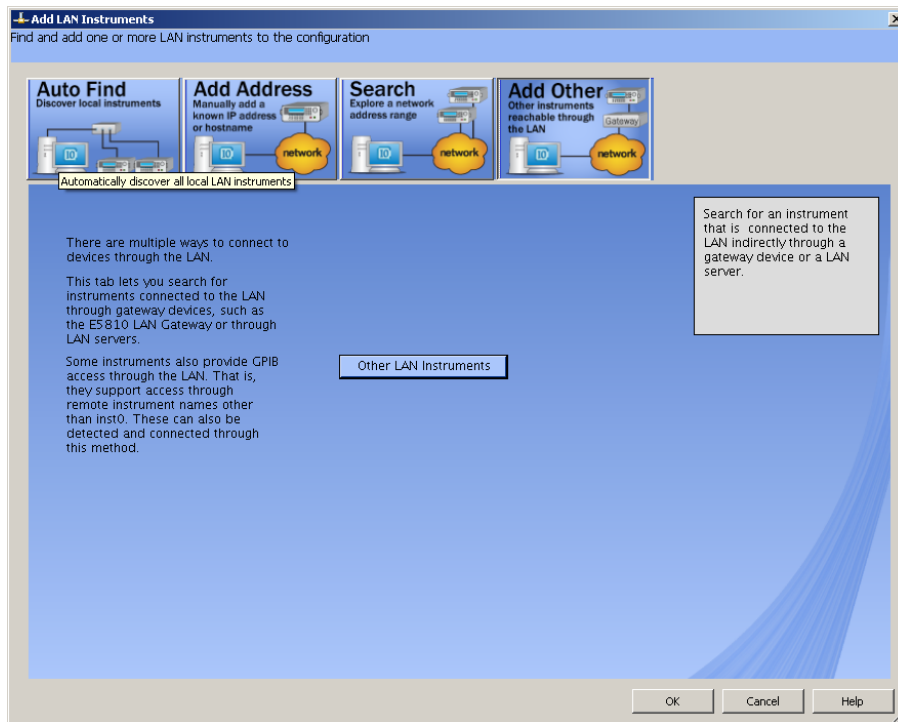 Add LAN Instruments
Find and add one or more LAN instruments to the configuration
Auto Find
Discover local instruments
IO
Add Address
Manually add a
known IP address
or hostname
IO
network
Search
Explore a network
address range
IO
network
Add Other
Other instruments
reachable through
the LAN
Gateway
IO
network
Automatically discover all local LAN instruments
There are multiple ways to connect to
devices through the LAN.
This tab lets you search for
instruments connected to the LAN
through gateway devices, such as
the E5810 LAN Gateway or through
LAN servers.
Some instruments also provide GPIB
access through the LAN. That is,
they support access through
remote instrument names other
than inst0. These can also be
detected and connected through
this method.
Other LAN Instruments
Search for an instrument
that is connected to the
LAN indirectly through a
gateway device or a LAN
server.
OK
Cancel
Help